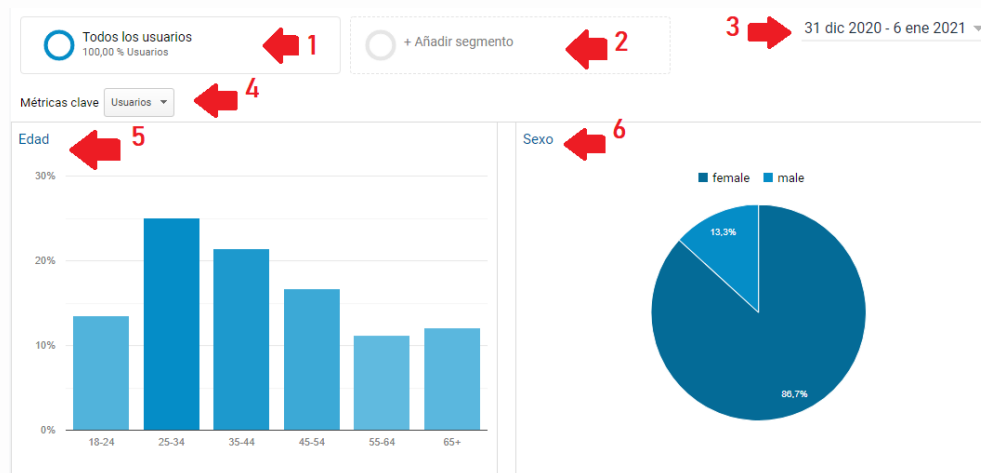 Todos los usuarios
100,00 % Usuarios
1
+ Añadir segmento
2
3
31 dic 2020 - 6 ene 2021
Métricas clave
Usuarios
4
Edad
5
30%
20%
10%
0%
18-24
25-34
35-44
45-54
55-64
65+
Sexo
6
female
male
13,3%
86,7%